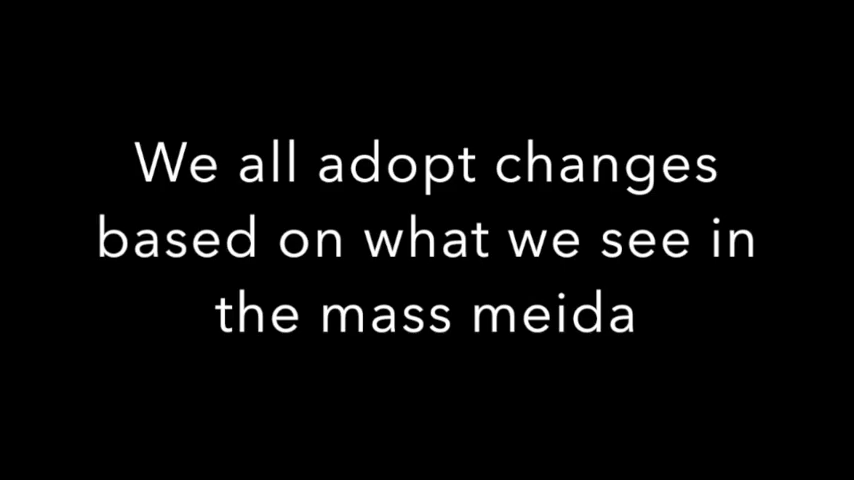 We all adopt changes
based on what we see in
the mass meida